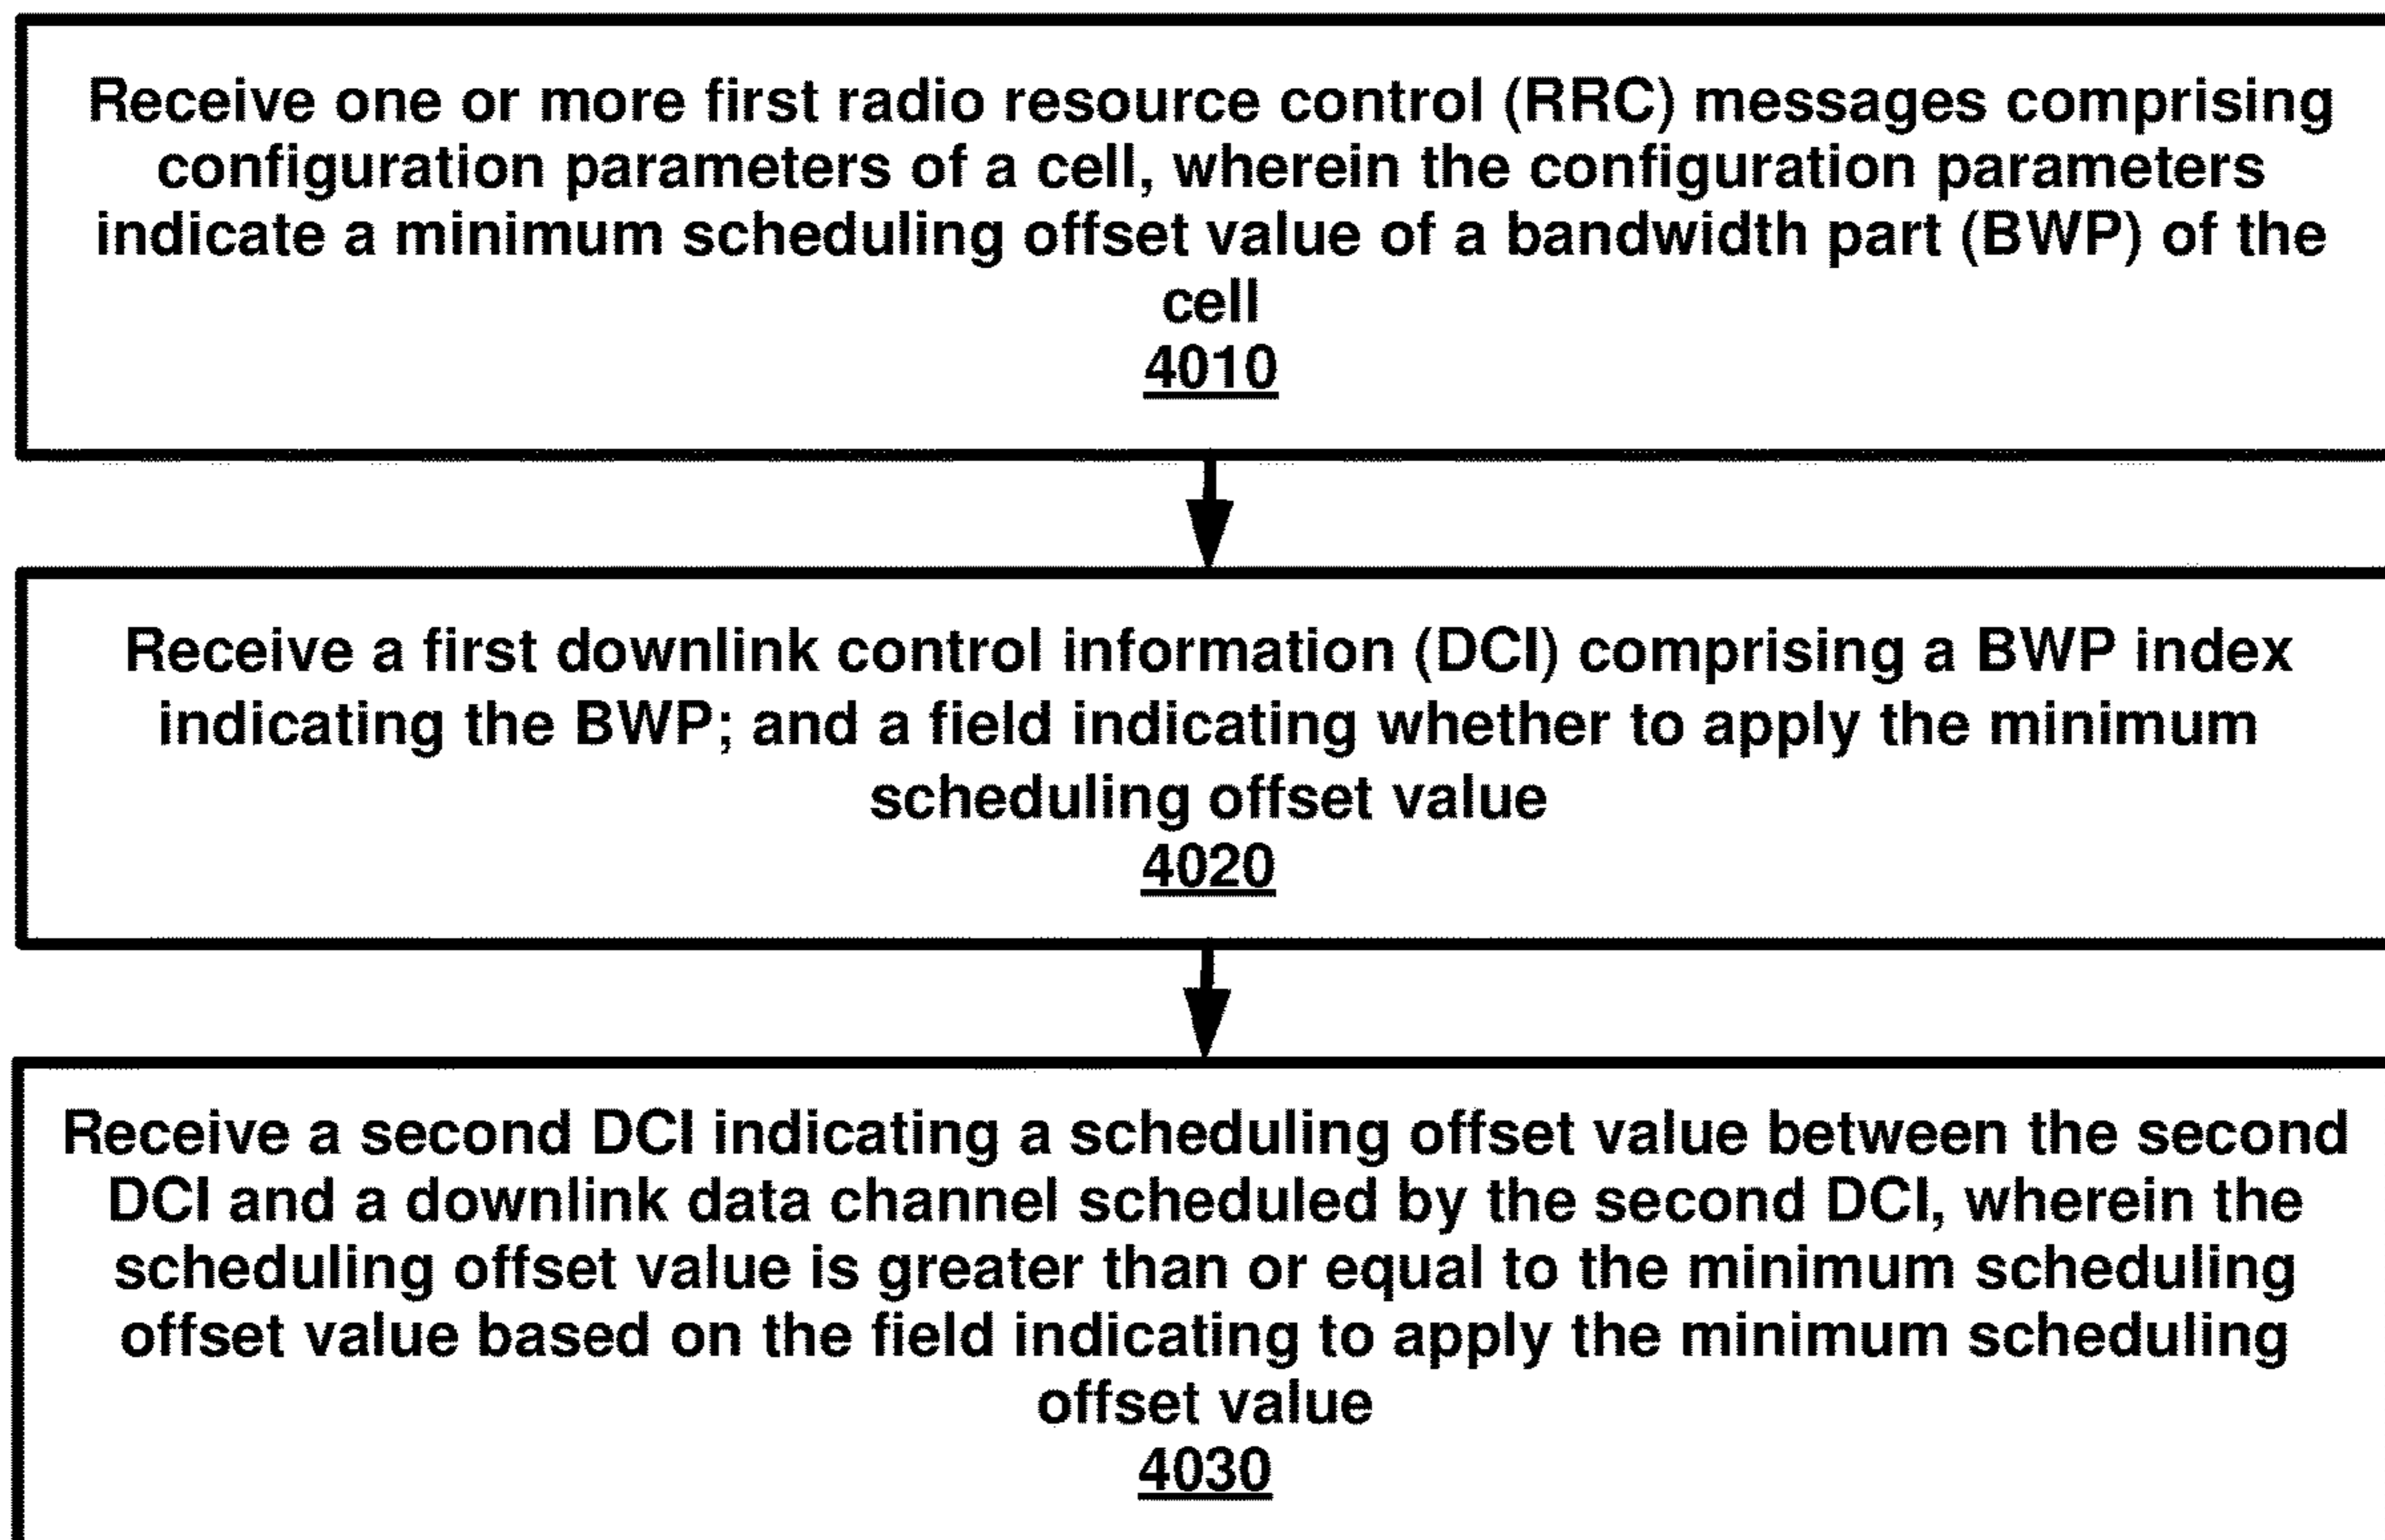 Receive one or more first radio resource control (RRC) messages comprising
configuration parameters of a cell, wherein the configuration parameters
indicate a minimum scheduling offset value of a bandwidth part (BWP) of the
cell
4010
Receive a first downlink control information (DCI) comprising a BWP index
indicating the BWP; and a field indicating whether to apply the minimum
scheduling offset value
4020
Receive a second DCI indicating a scheduling offset value between the second
DCI and a downlink data channel scheduled by the second DCI, wherein the
scheduling offset value is greater than or equal to the minimum scheduling
offset value based on the field indicating to apply the minimum scheduling
offset value
4030